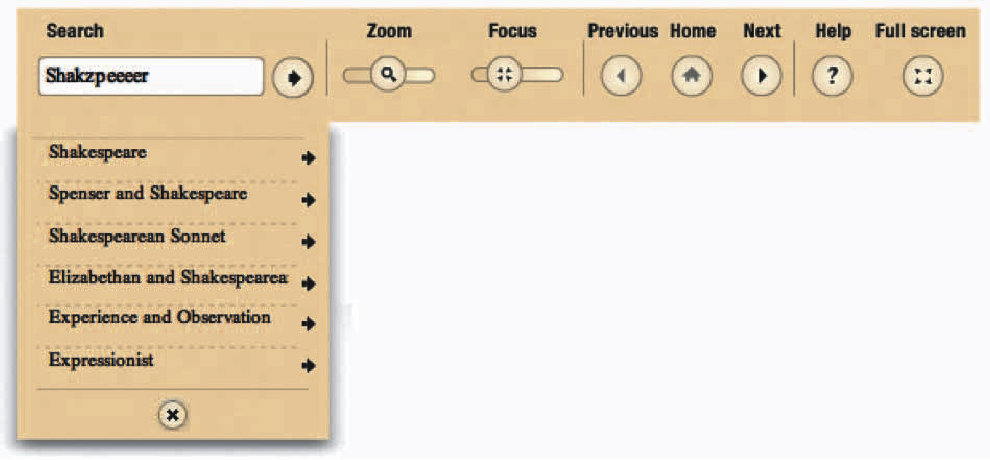 Search Zoom Focus Previous Home Next Help Full screen
Shakzpeeeer
?
Shakespeare
Spenser and Shakespeare
Shakespearean Sonnet
Elizabethan and Shakespearea
Experience and Observation
Expressionist